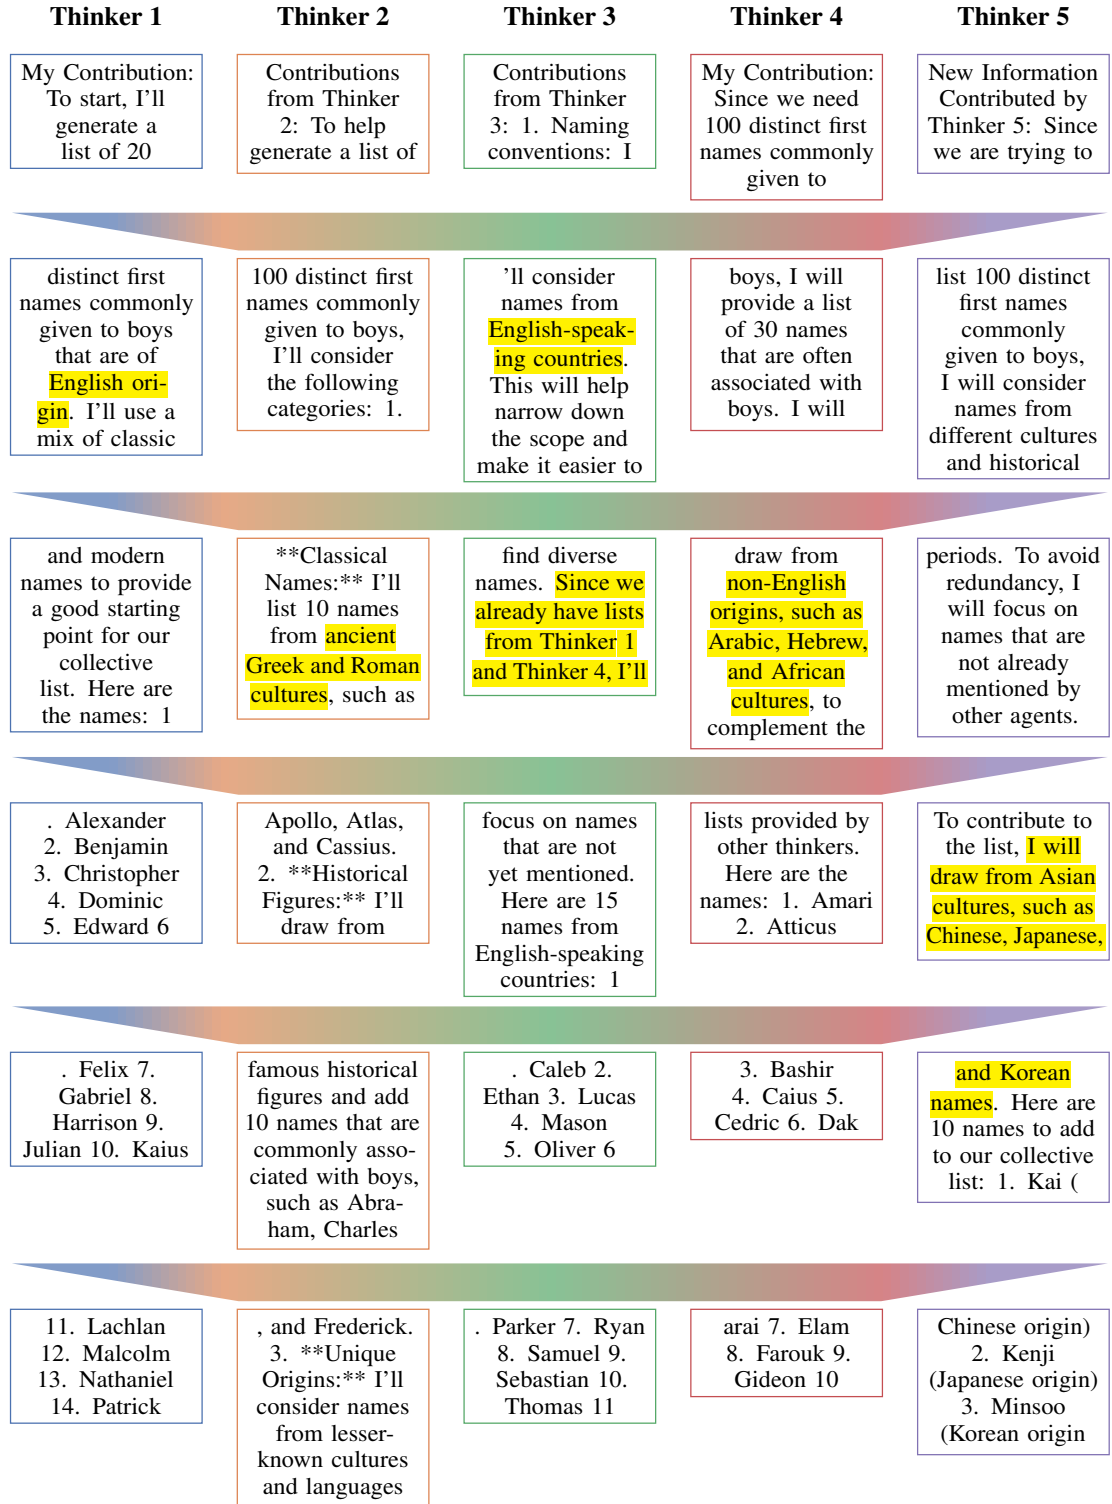 Thinker 1
Thinker 2
Thinker 3
Thinker 4
Thinker 5
My Contribution:
To start, I'll
generate a
list of 20
Contributions
from Thinker
2: To help
generate a list of
Contributions
from Thinker
3: 1. Naming
conventions: I
My Contribution:
Since we need
100 distinct first
names commonly
given to
New Information
Contributed by
Thinker 5: Since
we are trying to
distinct first
names commonly
given to boys
that are of
English ori-
gin. I'll use a
mix of classic
100 distinct first
names commonly
given to boys,
I'll consider
the following
categories: 1.
'll consider
names from
English-speak-
ing countries.
This will help
narrow down
the scope and
make it easier to
boys, I will
provide a list
of 30 names
that are often
associated with
boys. I will
list 100 distinct
first names
commonly
given to boys,
I will consider
names from
different cultures
and historical
and modern
names to provide
a good starting
point for our
collective
list. Here are
the names: 1
**Classical
Names:** I'll
list 10 names
from ancient
Greek and Roman
cultures, such as
find diverse
names. Since we
already have lists
from Thinker 1
and Thinker 4, I'll
draw from
non-English
origins, such as
Arabic, Hebrew,
and African
cultures, to
complement the
periods. To avoid
redundancy, I
will focus on
names that are
not already
mentioned by
other agents.
. Alexander
2. Benjamin
3. Christopher
4. Dominic
5. Edward 6
Apollo, Atlas,
and Cassius.
2. **Historical
Figures:** I'll
draw from
focus on names
that are not
yet mentioned.
Here are 15
names from
English-speaking
countries: 1
lists provided by
other thinkers.
Here are the
names: 1. Amari
2. Atticus
To contribute to
the list, I will
draw from Asian
cultures, such as
Chinese, Japanese,
. Felix 7.
Gabriel 8.
Harrison 9.
Julian 10. Kaius
famous historical
figures and add
10 names that are
commonly asso-
ciated with boys,
such as Abra-
ham, Charles
. Caleb 2.
Ethan 3. Lucas
4. Mason
5. Oliver 6
3. Bashir
4. Caius 5.
Cedric 6. Dak
and Korean
names. Here are
10 names to add
to our collective
list: 1. Kai (
11. Lachlan
12. Malcolm
13. Nathaniel
14. Patrick
, and Frederick.
3. **Unique
Origins:** I'll
consider names
from lesser-
known cultures
and languages
. Parker 7. Ryan
8. Samuel 9.
Sebastian 10.
Thomas 11
arai 7. Elam
8. Farouk 9.
Gideon 10
Chinese origin)
2. Kenji
(Japanese origin)
3. Minsoo
(Korean origin